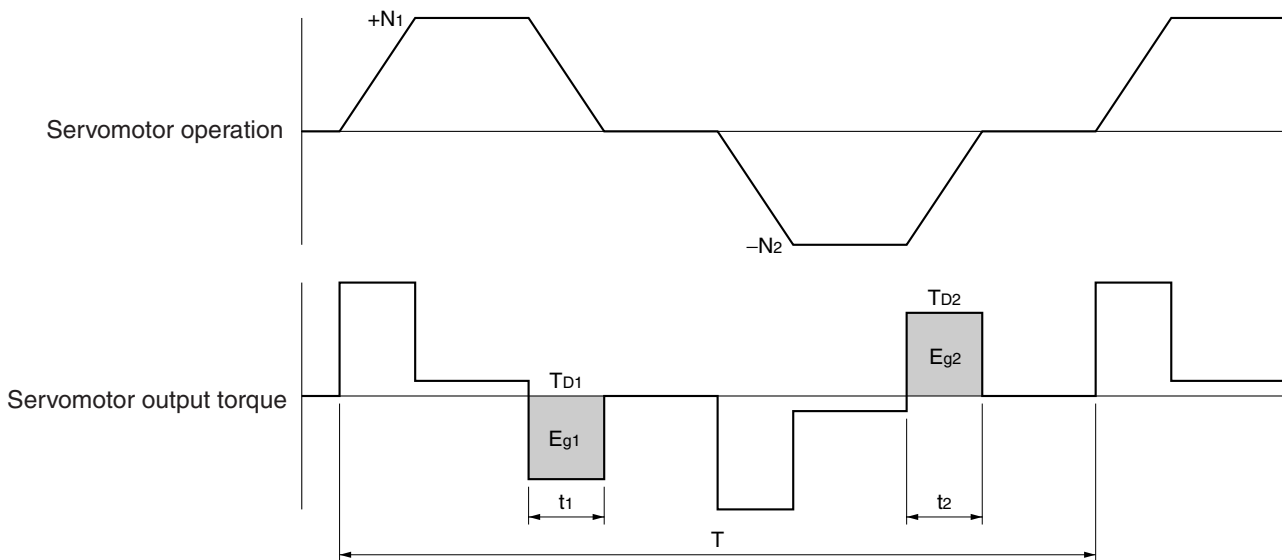 +N1
Servomotor operation
–N2
TD2
Eg2
TD1
Servomotor output torque
Eg1
t1
t2
T